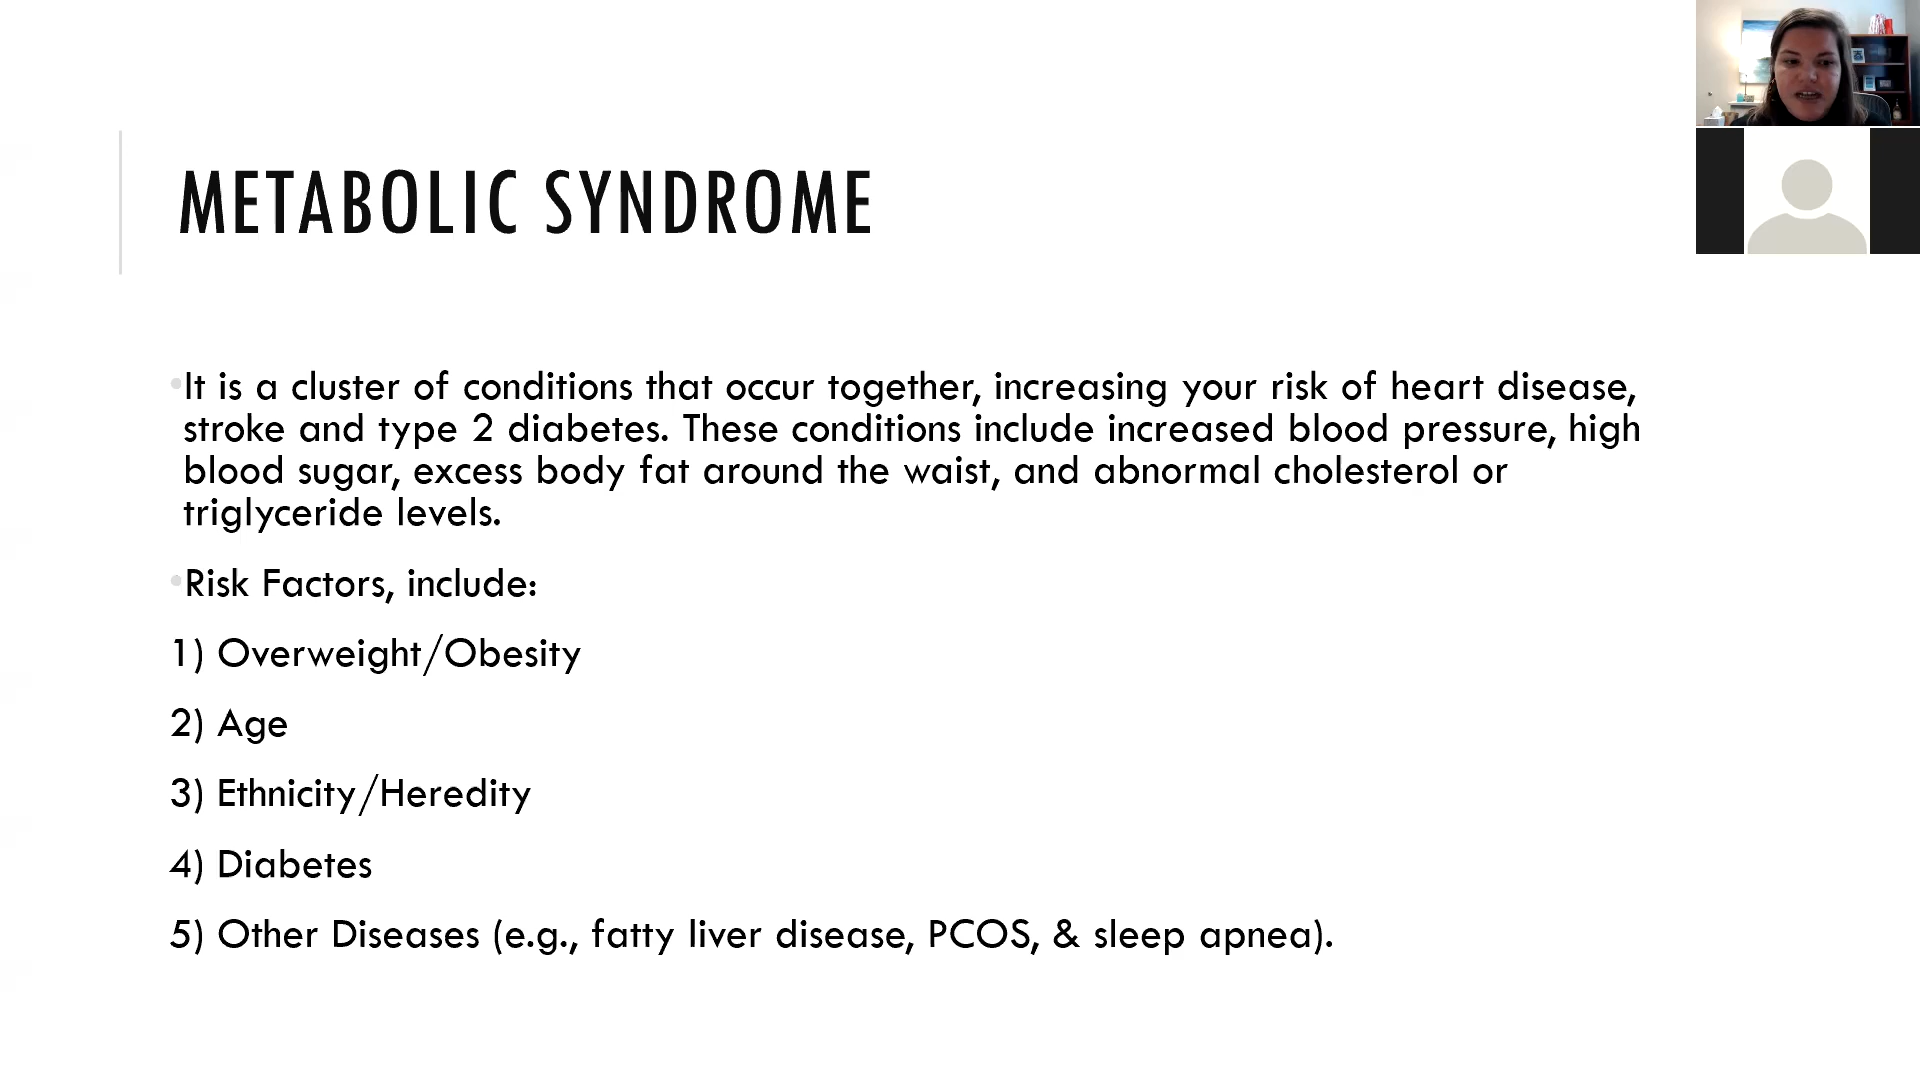 METABOLIC SYNDROME
•It is a cluster of conditions that occur together, increasing your risk of heart disease,
stroke and type 2 diabetes. These conditions include increased blood pressure, high
blood sugar, excess body fat around the waist, and abnormal cholesterol or
triglyceride levels.
•Risk Factors, include:
1) Overweight/Obesity
2) Age
3) Ethnicity/Heredity
4) Diabetes
5) Other Diseases (e.g., fatty liver disease, PCOS, & sleep apnea).